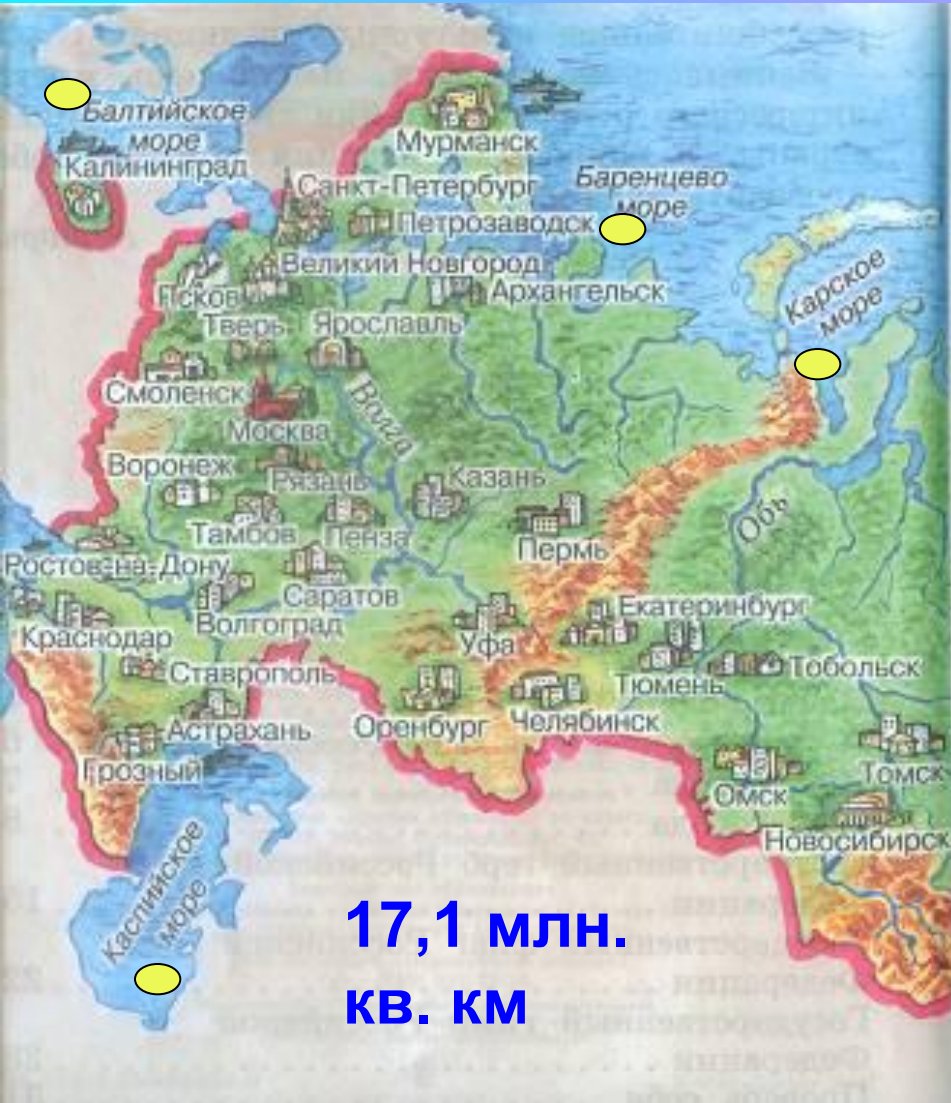 Балтийское
море
Калининград
Мурманск
Санкт-Петербург
Баренцево
море
Петрозаводск
Великий Новгород
Псков
Архангельск
Карское
море
Тверь
Ярославль
Смоленск
Волга
Москва
Воронеж
Рязань
Казань
Тамбов
Пенза
Пермь
Обь
Ростов-на-Дону
Саратов
Екатеринбург
Краснодар
Волгоград
Уфа
Ставрополь
Тюмень
Тобольск
Астрахань
Оренбург
Челябинск
Грозный
Омск
Томск
Новосибирск
Каспийское
море
17,1 млн.
кв. км